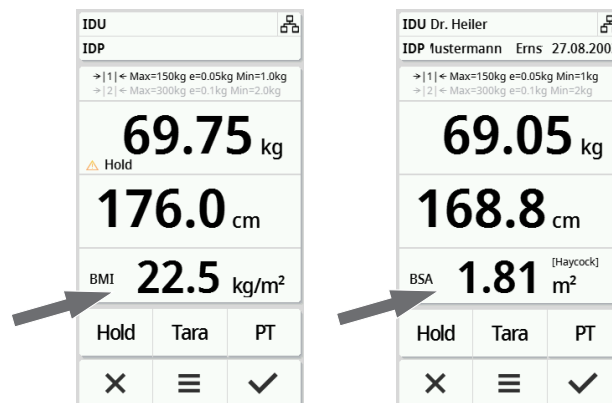 IDU
IDP
→|1|← Max=150kg e=0.05kg Min=1.0kg
→|2|← Max=300kg e=0.1kg Min=2.0kg
69.75 kg
Hold
176.0 cm
BMI 22.5 kg/m²
Hold Tara PT
IDU Dr. Heiler
IDP Mustermann Erns 27.08.200
→|1|← Max=150kg e=0.05kg Min=1kg
→|2|← Max=300kg e=0.1kg Min=2kg
69.05 kg
168.8 cm
BSA 1.81 [Haycock] m²
Hold Tara PT